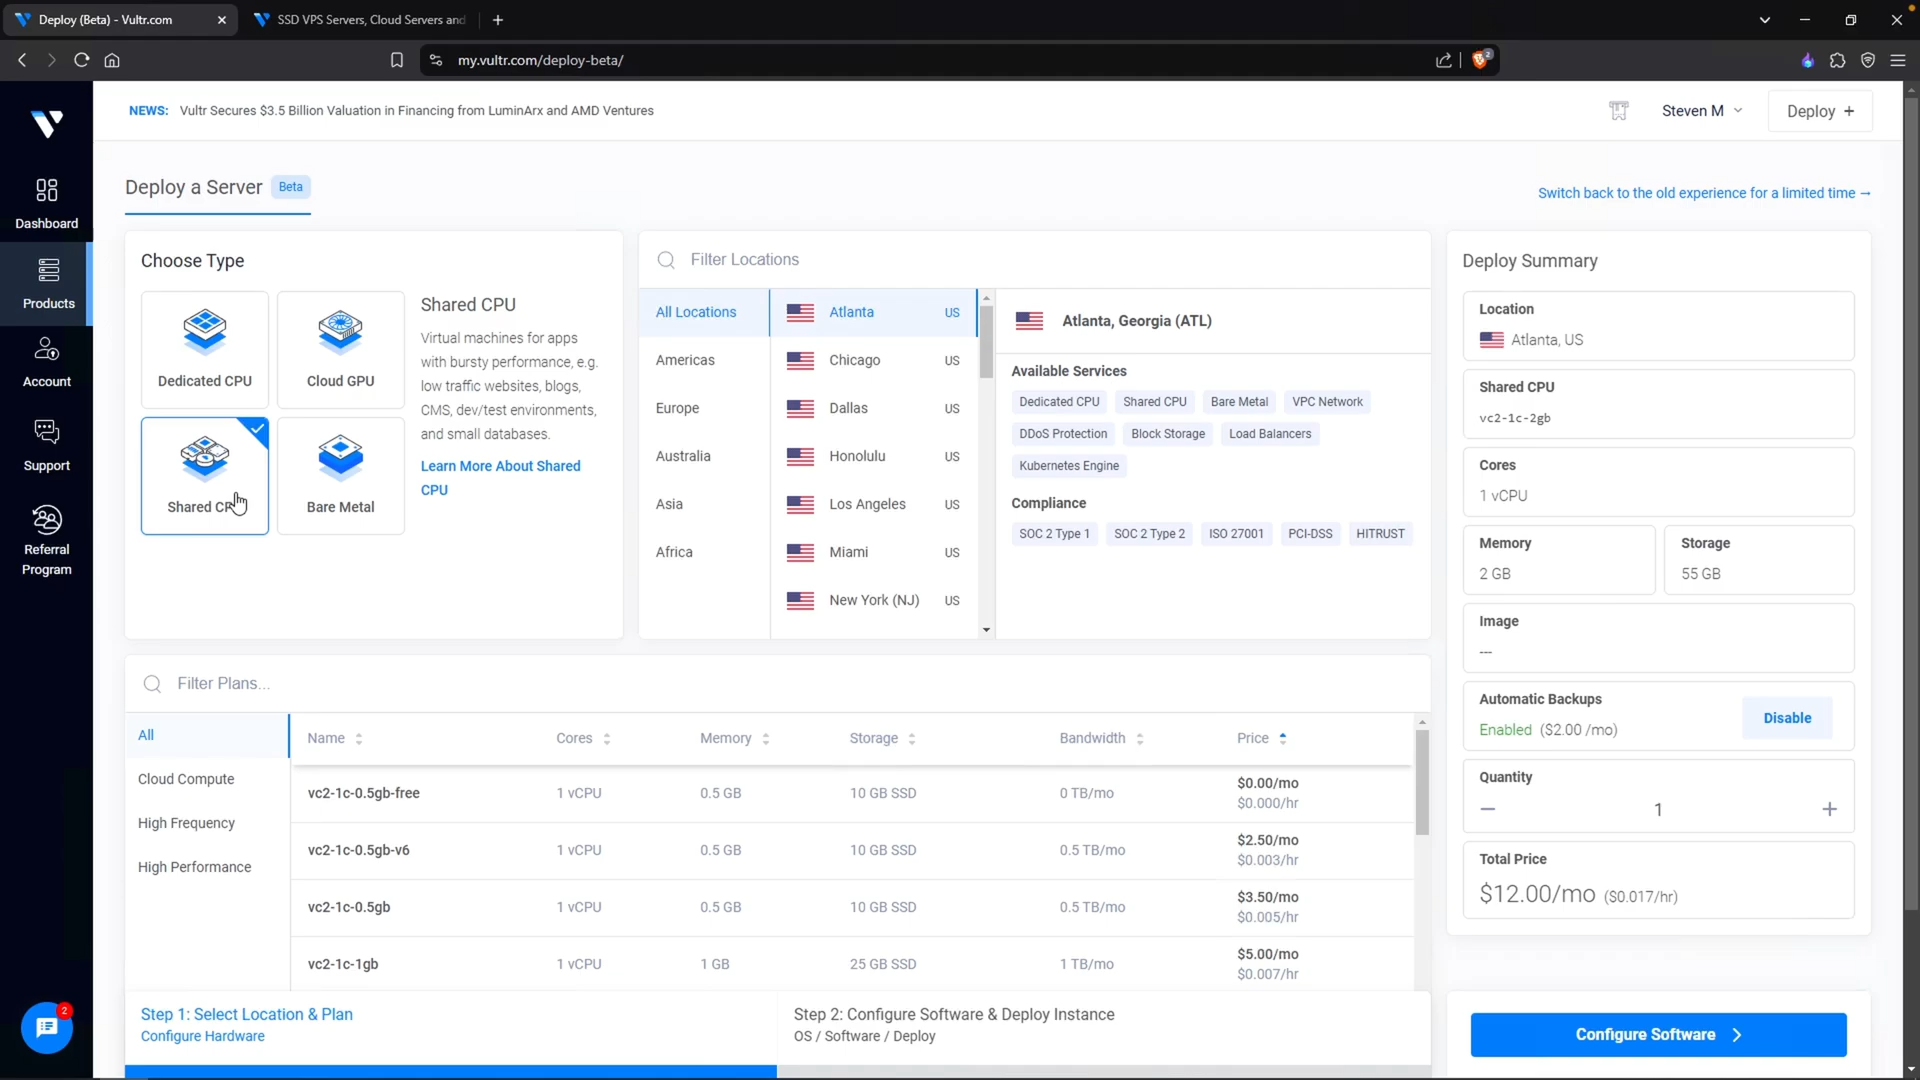 Deploy (Beta) - Vultr.com
SSD VPS Servers, Cloud Servers and
my.vultr.com/deploy-beta/
2
NEWS: Vultr Secures $3.5 Billion Valuation in Financing from LuminArx and AMD Ventures
Steven M
Deploy +
Dashboard
Products
Account
Support
Referral
Program
2
Deploy a Server Beta
Switch back to the old experience for a limited time →
Choose Type
Dedicated CPU
Cloud GPU
Shared CPU
Bare Metal
Shared CPU
Virtual machines for apps
with bursty performance, e.g.
low traffic websites, blogs,
CMS, dev/test environments,
and small databases.
Learn More About Shared
CPU
Filter Locations
All Locations
Americas
Europe
Australia
Asia
Africa
Atlanta US
Chicago US
Dallas US
Honolulu US
Los Angeles US
Miami US
New York (NJ) US
Atlanta, Georgia (ATL)
Available Services
Dedicated CPU Shared CPU Bare Metal VPC Network
DDoS Protection Block Storage Load Balancers
Kubernetes Engine
Compliance
SOC 2 Type 1 SOC 2 Type 2 ISO 27001 PCI-DSS HITRUST
Filter Plans...
All
Cloud Compute
High Frequency
High Performance
Name Cores Memory Storage Bandwidth Price
vc2-1c-0.5gb-free 1 vCPU 0.5 GB 10 GB SSD 0 TB/mo $0.00/mo
$0.000/hr
vc2-1c-0.5gb-v6 1 vCPU 0.5 GB 10 GB SSD 0.5 TB/mo $2.50/mo
$0.003/hr
vc2-1c-0.5gb 1 vCPU 0.5 GB 10 GB SSD 0.5 TB/mo $3.50/mo
$0.005/hr
vc2-1c-1gb 1 vCPU 1 GB 25 GB SSD 1 TB/mo $5.00/mo
$0.007/hr
Step 1: Select Location & Plan
Configure Hardware
Step 2: Configure Software & Deploy Instance
OS / Software / Deploy
Deploy Summary
Location
Atlanta, US
Shared CPU
vc2-1c-2gb
Cores
1 vCPU
Memory
2 GB
Storage
55 GB
Image
---
Automatic Backups
Enabled ($2.00 /mo)
Disable
Quantity
− 1 +
Total Price
$12.00/mo ($0.017/hr)
Configure Software